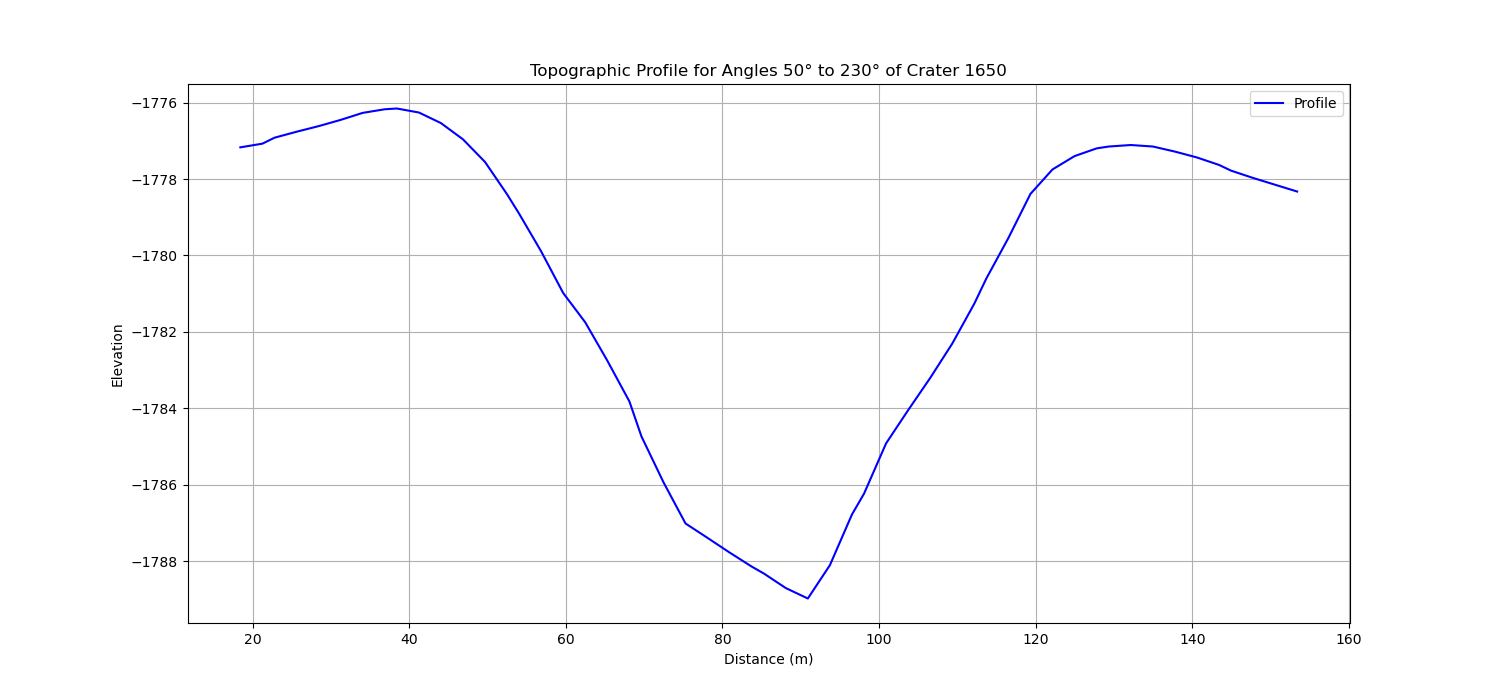 Topographic Profile for Angles 50° to 230° of Crater 1650
Profile
−1776
−1778
−1780
−1782
−1784
−1786
−1788
Elevation
20 40 60 80 100 120 140 160
Distance (m)